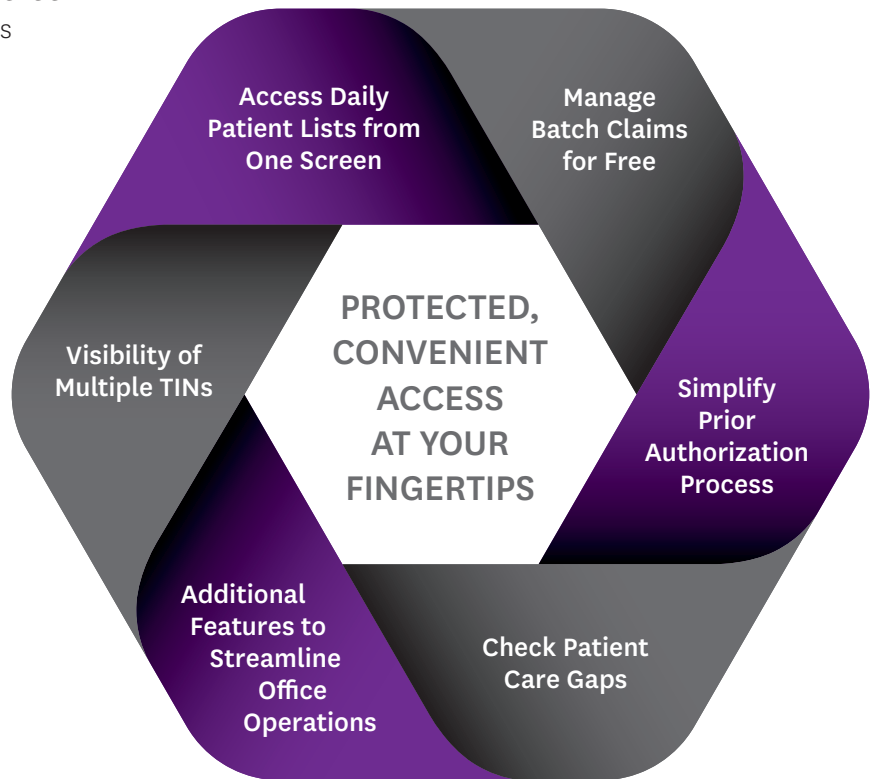 s
Access Daily
Patient Lists from
One Screen
Manage
Batch Claims
for Free
Simplify
Prior
Authorization
Process
Check Patient
Care Gaps
Additional
Features to
Streamline
Office
Operations
Visibility of
Multiple TINs
PROTECTED,
CONVENIENT
ACCESS
AT YOUR
FINGERTIPS